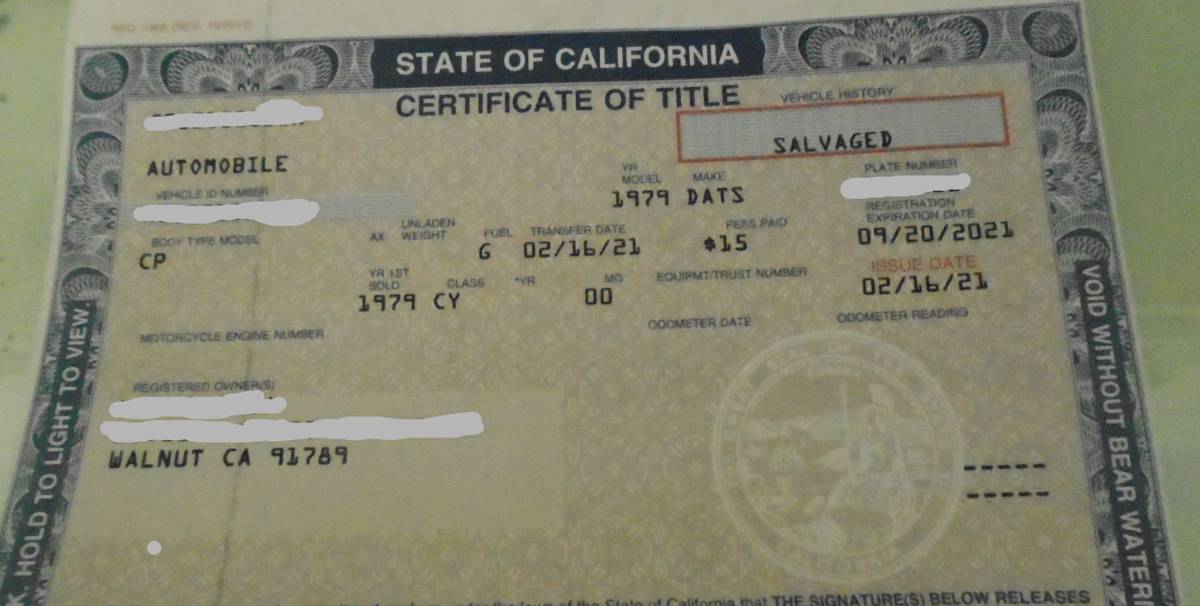 STATE OF CALIFORNIA
CERTIFICATE OF TITLE
VEHICLE HISTORY
SALVAGED
AUTOMOBILE
VEHICLE ID NUMBER
YR MODEL
MAKE
PLATE NUMBER
1979 DATS
BODY TYPE MODEL
AX
UNLADEN WEIGHT
FUEL
TRANSFER DATE
FEES PAID
REGISTRATION EXPIRATION DATE
CP
G
02/16/21
$15
09/20/2021
YR 1ST SOLD
CLASS
*YR
MO
EQUIPMT/TRUST NUMBER
ISSUE DATE
1979 CY
00
02/16/21
MOTORCYCLE ENGINE NUMBER
ODOMETER DATE
ODOMETER READING
REGISTERED OWNER(S)
WALNUT CA 91789
HOLD TO LIGHT TO VIEW.
VOID WITHOUT BEAR
State of California that THE SIGNATURE(S) BELOW RELEASES